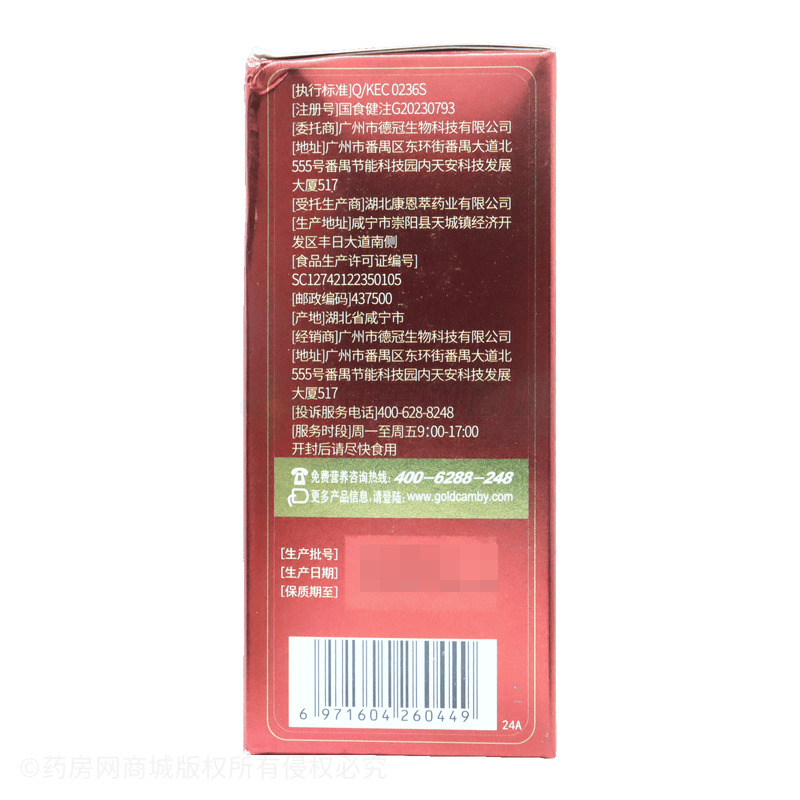 [执行标准]Q/KEC 0236S
[注册号]国食健注G20230793
[委托商]广州市德冠生物科技有限公司
[地址]广州市番禺区东环街番禺大道北
555号番禺节能科技园内天安科技发展
大厦517
[受托生产商]湖北康恩萃药业有限公司
[生产地址]咸宁市崇阳县天城镇经济开
发区丰日大道南侧
[食品生产许可证编号]
SC12742122350105
[邮政编码]437500
[产地]湖北省咸宁市
[经销商]广州市德冠生物科技有限公司
[地址]广州市番禺区东环街番禺大道北
555号番禺节能科技园内天安科技发展
大厦517
[投诉服务电话]400-628-8248
[服务时段]周一至周五9:00-17:00
开封后请尽快食用
免费营养咨询热线: 400-6288-248
更多产品信息,请登陆: www.goldcamby.com
[生产批号]
[生产日期]
[保质期至]
6 971604 260449
24A
©药房网商城版权所有侵权必究